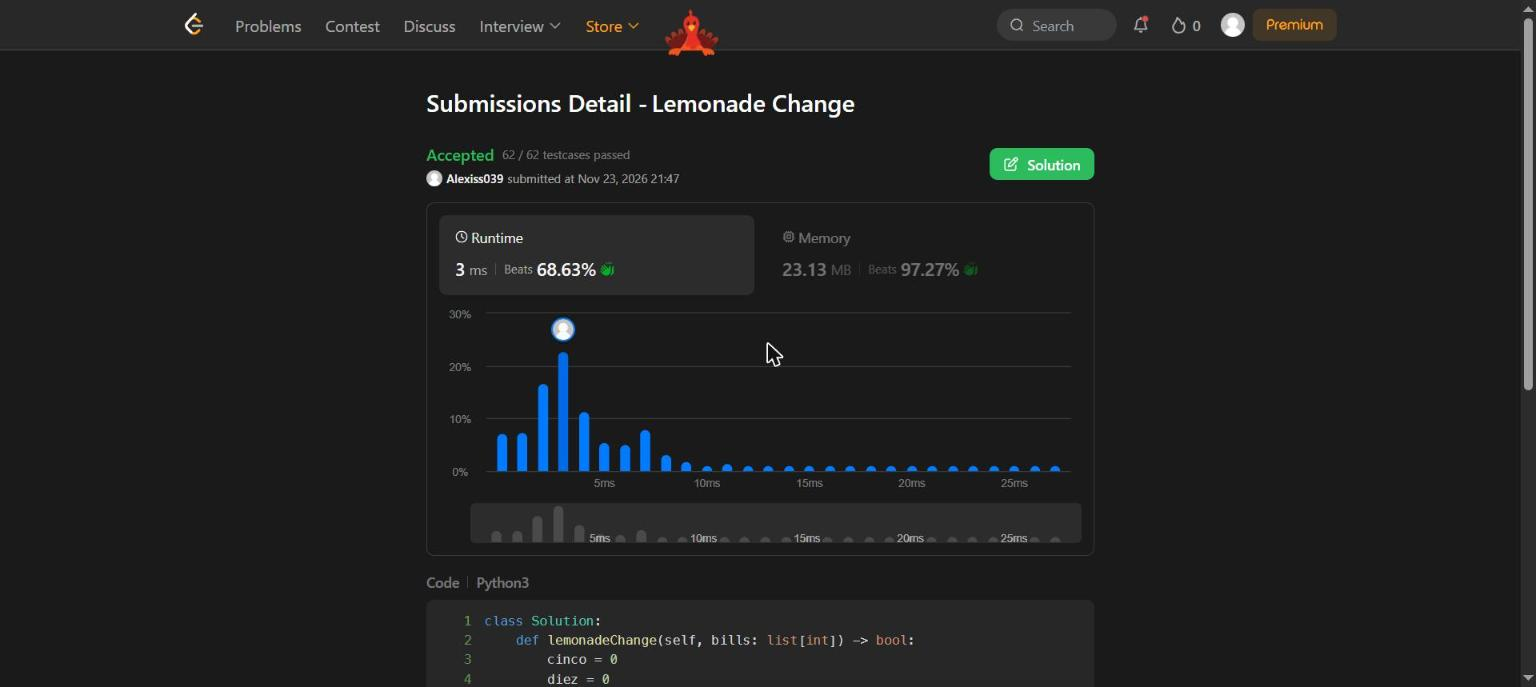 Problems Contest Discuss Interview Store Search 0 Premium
Submissions Detail - Lemonade Change
Accepted 62 / 62 testcases passed
Alexiss039 submitted at Nov 23, 2026 21:47
Solution
Runtime
3 ms | Beats 68.63%
Memory
23.13 MB | Beats 97.27%
30%
20%
10%
0%
5ms 10ms 15ms 20ms 25ms
5ms 10ms 15ms 20ms 25ms
Code | Python3
1 class Solution:
2 def lemonadeChange(self, bills: list[int]) -> bool:
3 cinco = 0
4 diez = 0